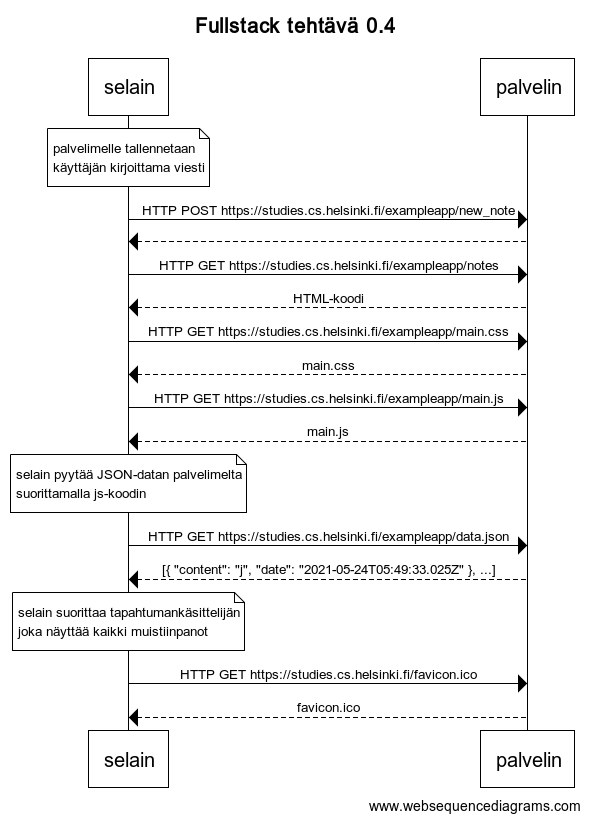 Fullstack tehtävä 0.4
selain
palvelin
palvelimelle tallennetaan
käyttäjän kirjoittama viesti
HTTP POST https://studies.cs.helsinki.fi/exampleapp/new_note
HTTP GET https://studies.cs.helsinki.fi/exampleapp/notes
HTML-koodi
HTTP GET https://studies.cs.helsinki.fi/exampleapp/main.css
main.css
HTTP GET https://studies.cs.helsinki.fi/exampleapp/main.js
main.js
selain pyytää JSON-datan palvelimelta
suorittamalla js-koodin
HTTP GET https://studies.cs.helsinki.fi/exampleapp/data.json
[{ "content": "j", "date": "2021-05-24T05:49:33.025Z" }, ...]
selain suorittaa tapahtumankäsittelijän
joka näyttää kaikki muistiinpanot
HTTP GET https://studies.cs.helsinki.fi/favicon.ico
favicon.ico
selain
palvelin
www.websequencediagrams.com